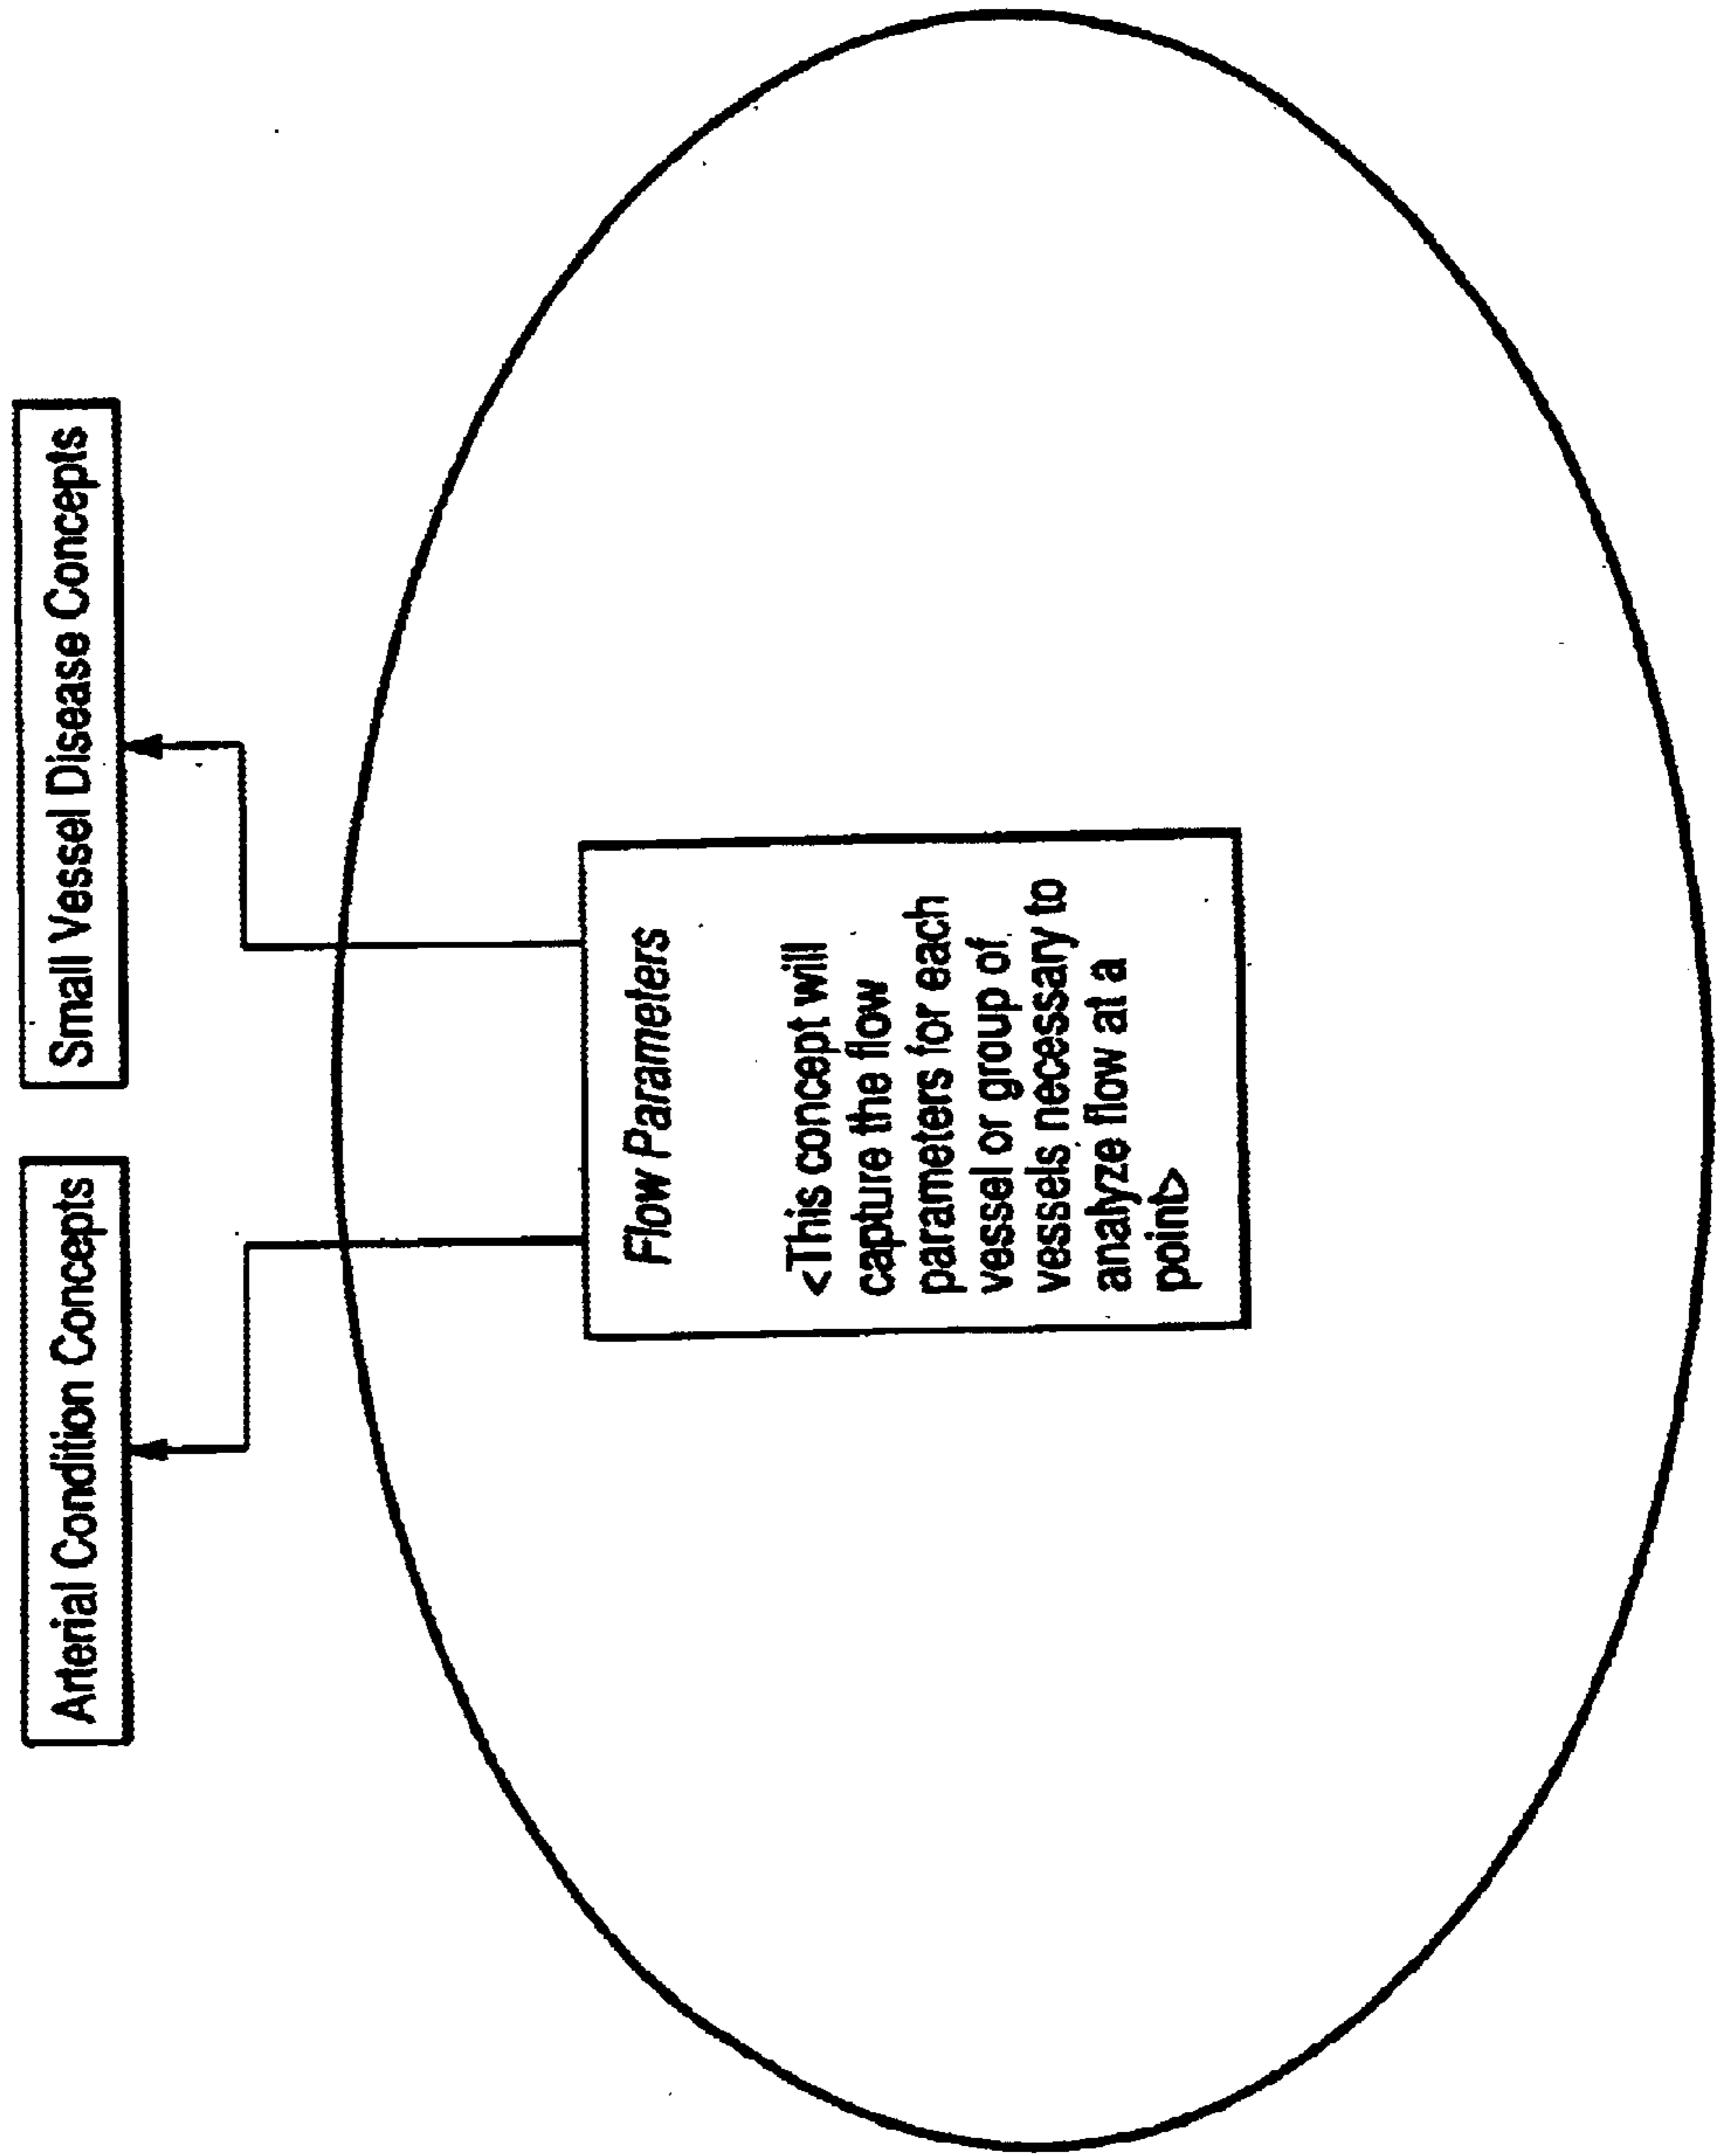 Arterial Condition Concepts
Small Vessel Disease Concepts
Flow Parameters
<This concept will
capture the flow
parameters for each
vessel or group of
vessels necessary to
analyze flow at a
point>